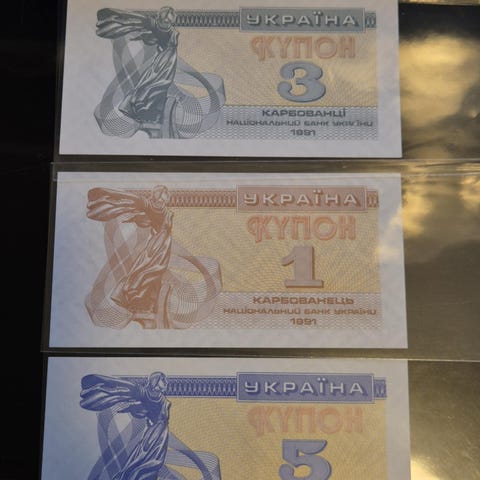 УКРАЇНА
КУПОН
3
КАРБОВАНЦІ
НАЦІОНАЛЬНИЙ БАНК УКРАЇНИ
1991
УКРАЇНА
КУПОН
1
КАРБОВАНЕЦЬ
НАЦІОНАЛЬНИЙ БАНК УКРАЇНИ
1991
УКРАЇНА
КУПОН
5